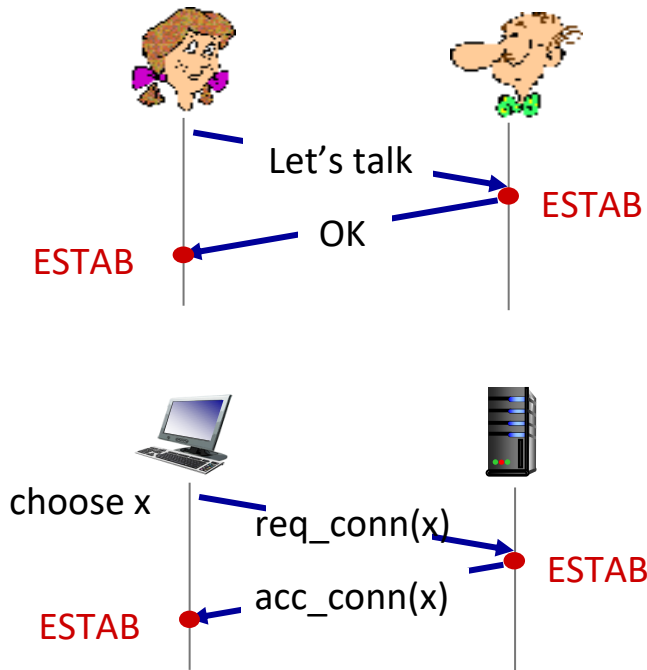 Let's talk
ESTAB
OK
ESTAB
choose x
req_conn(x)
ESTAB
acc_conn(x)
ESTAB